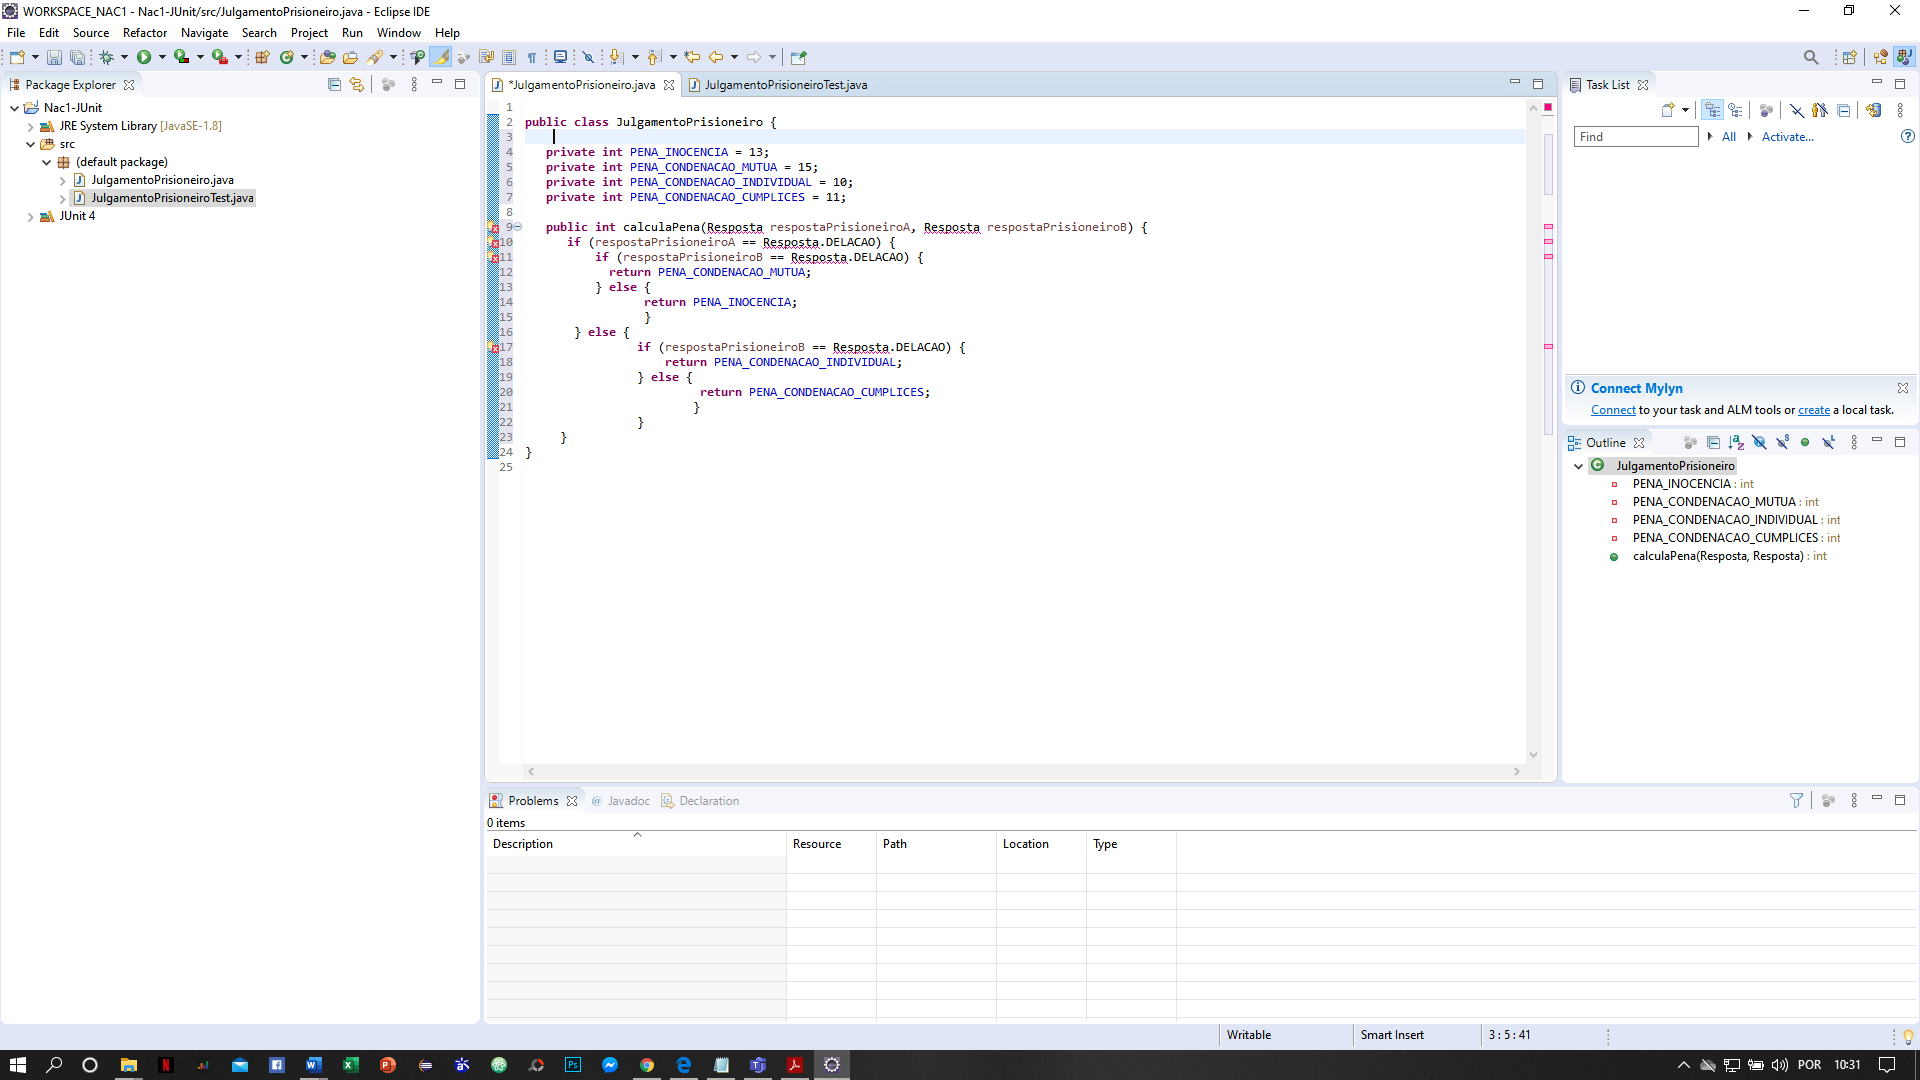 WORKSPACE_NAC1 - Nac1-JUnit/src/JulgamentoPrisioneiro.java - Eclipse IDE
File Edit Source Refactor Navigate Search Project Run Window Help
Package Explorer
Nac1-JUnit
JRE System Library [JavaSE-1.8]
src
(default package)
JulgamentoPrisioneiro.java
JulgamentoPrisioneiroTest.java
JUnit 4
*JulgamentoPrisioneiro.java JulgamentoPrisioneiroTest.java
1
2 public class JulgamentoPrisioneiro {
3
4 private int PENA_INOCENCIA = 13;
5 private int PENA_CONDENACAO_MUTUA = 15;
6 private int PENA_CONDENACAO_INDIVIDUAL = 10;
7 private int PENA_CONDENACAO_CUMPLICES = 11;
8
9 public int calculaPena(Resposta respostaPrisioneiroA, Resposta respostaPrisioneiroB) {
10 if (respostaPrisioneiroA == Resposta.DELACAO) {
11 if (respostaPrisioneiroB == Resposta.DELACAO) {
12 return PENA_CONDENACAO_MUTUA;
13 } else {
14 return PENA_INOCENCIA;
15 }
16 } else {
17 if (respostaPrisioneiroB == Resposta.DELACAO) {
18 return PENA_CONDENACAO_INDIVIDUAL;
19 } else {
20 return PENA_CONDENACAO_CUMPLICES;
21 }
22 }
23 }
24 }
25
Task List
Find All Activate...
Connect Mylyn
Connect to your task and ALM tools or create a local task.
Outline
JulgamentoPrisioneiro
PENA_INOCENCIA : int
PENA_CONDENACAO_MUTUA : int
PENA_CONDENACAO_INDIVIDUAL : int
PENA_CONDENACAO_CUMPLICES : int
calculaPena(Resposta, Resposta) : int
Problems @ Javadoc Declaration
0 items
Description Resource Path Location Type
Writable Smart Insert 3 : 5 : 41
POR 10:31